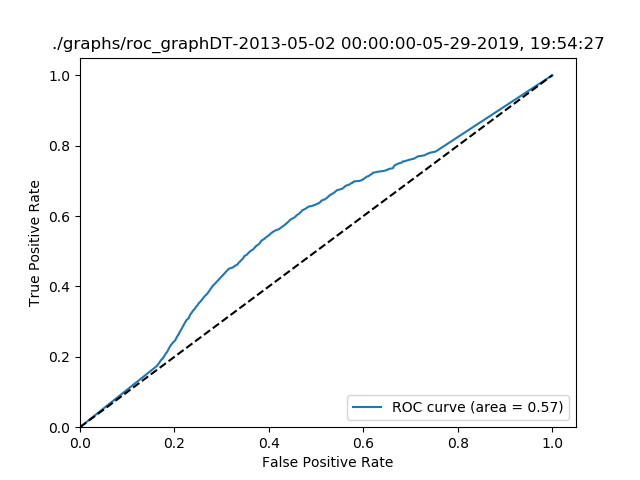 ./graphs/roc_graphDT-2013-05-02 00:00:00-05-29-2019, 19:54:27
1.0
0.8
0.6
0.4
0.2
0.0
True Positive Rate
ROC curve (area = 0.57)
0.0 0.2 0.4 0.6 0.8 1.0
False Positive Rate